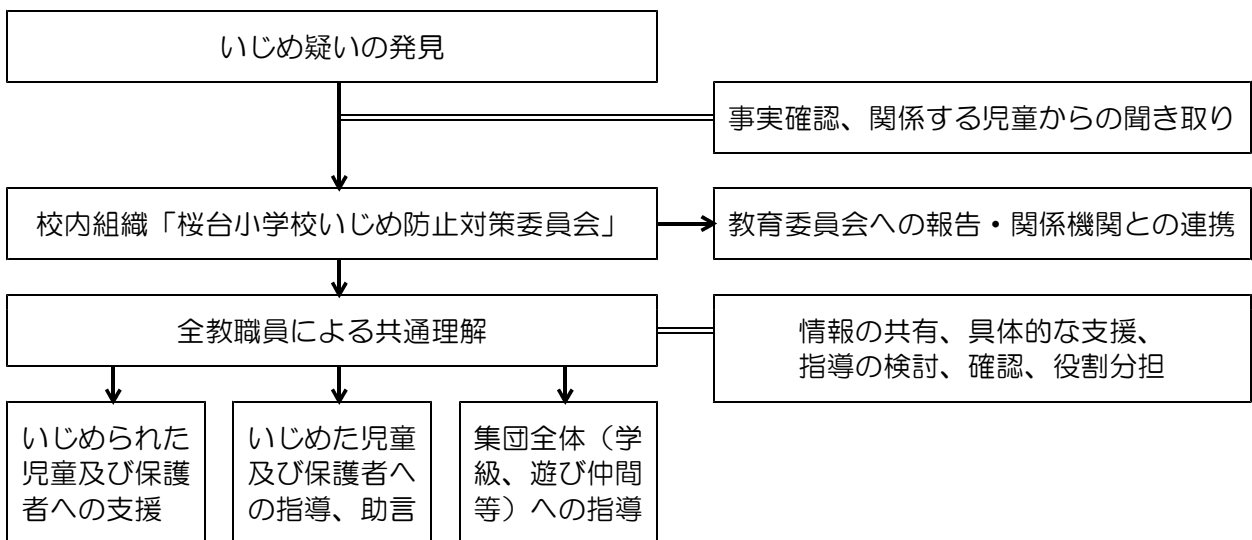 いじめ疑いの発見
事実確認、関係する児童からの聞き取り
校内組織「桜台小学校いじめ防止対策委員会」
教育委員会への報告・関係機関との連携
全教職員による共通理解
情報の共有、具体的な支援、
指導の検討、確認、役割分担
いじめられた
児童及び保護
者への支援
いじめた児童
及び保護者へ
の指導、助言
集団全体（学
級、遊び仲間
等）への指導